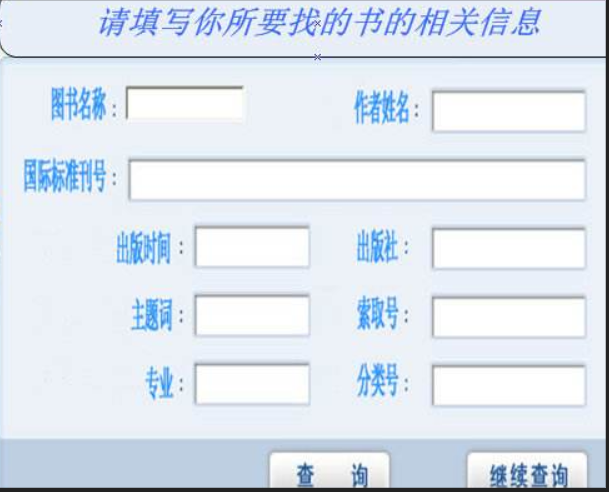 请填写你所要找的书的相关信息
图书名称： 作者姓名：
国际标准刊号：
出版时间： 出版社：
主题词： 索取号：
专业： 分类号：
查 询 继续查询